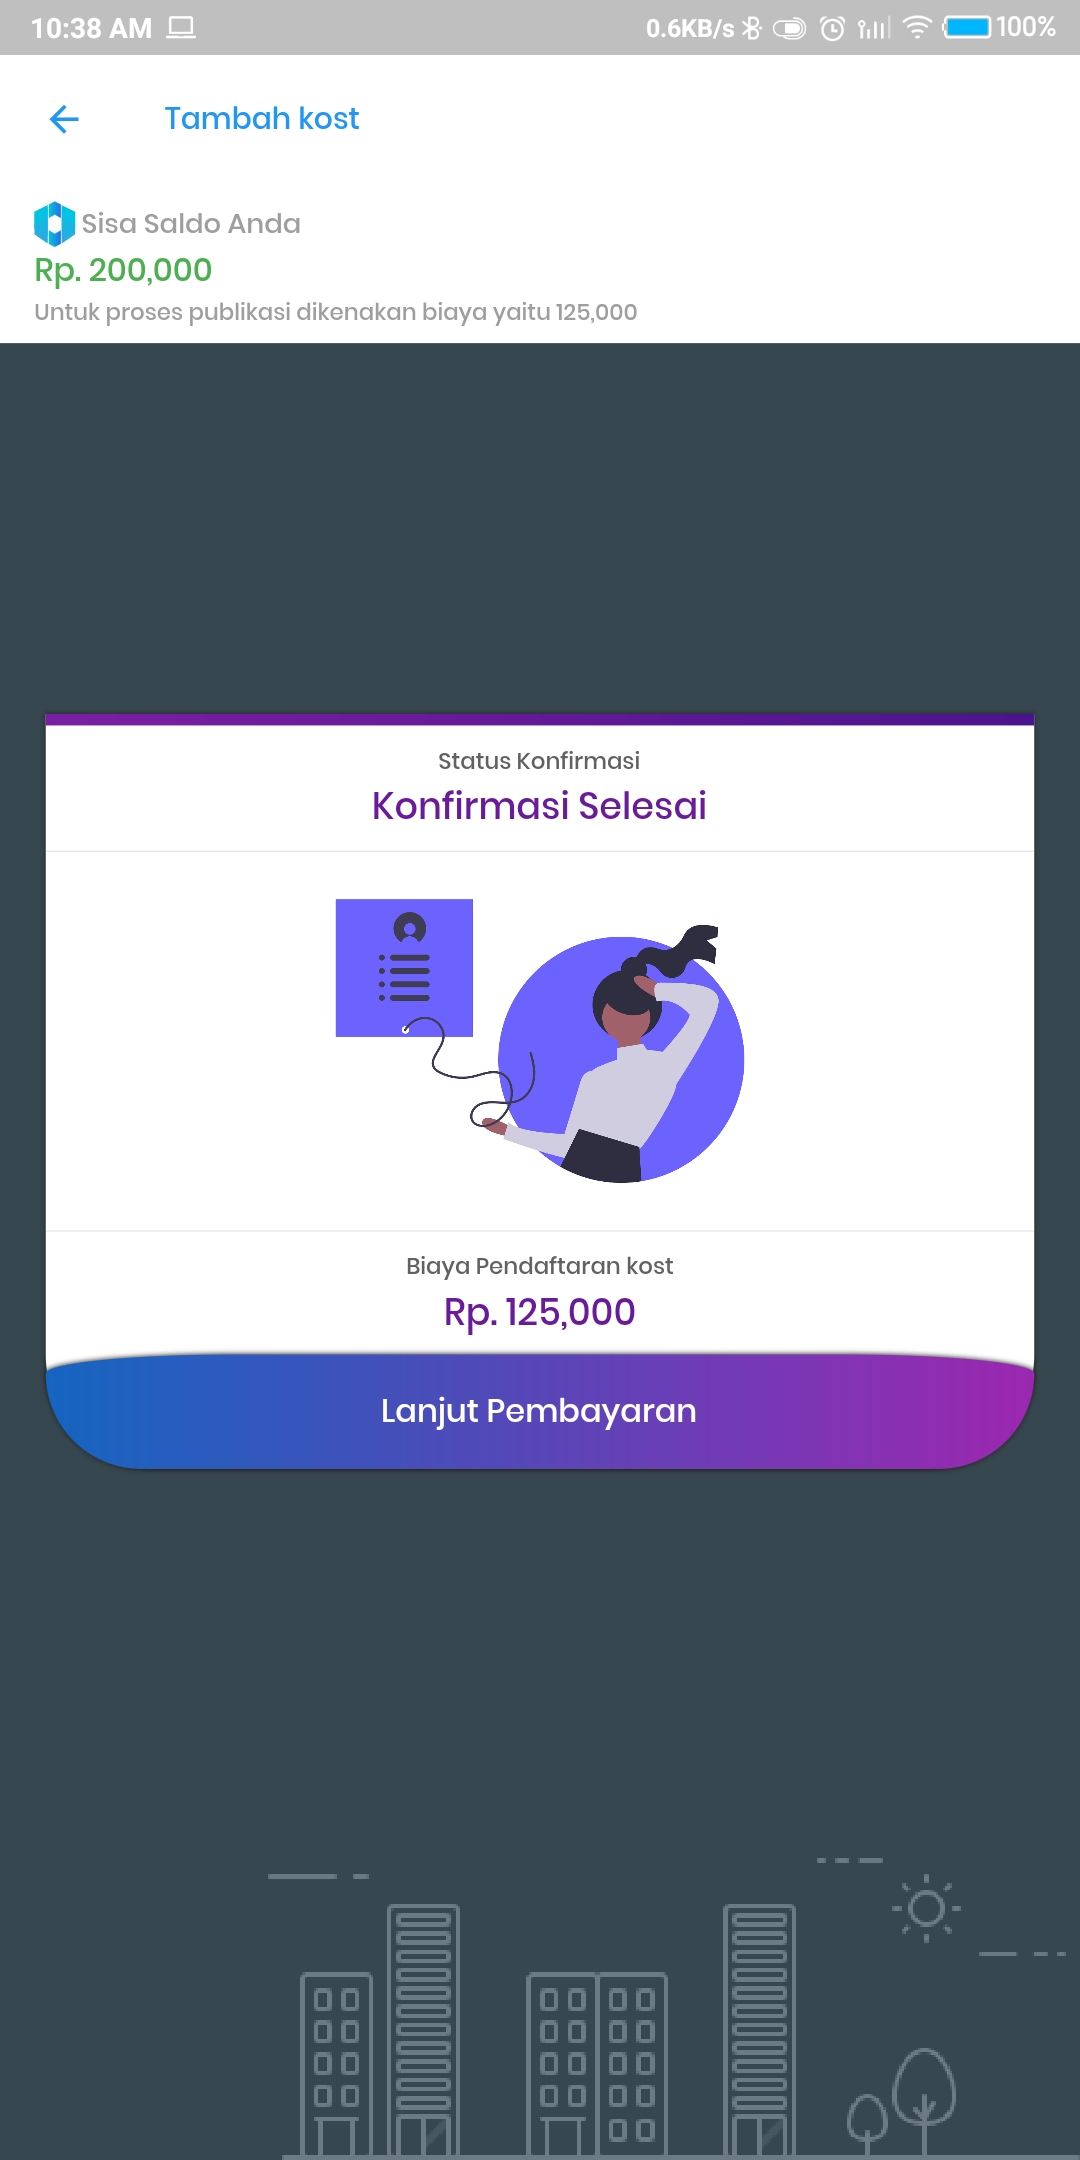 10:38 AM
0.6KB/s
100%
Tambah kost
Sisa Saldo Anda
Rp. 200,000
Untuk proses publikasi dikenakan biaya yaitu 125,000
Status Konfirmasi
Konfirmasi Selesai
Biaya Pendaftaran kost
Rp. 125,000
Lanjut Pembayaran